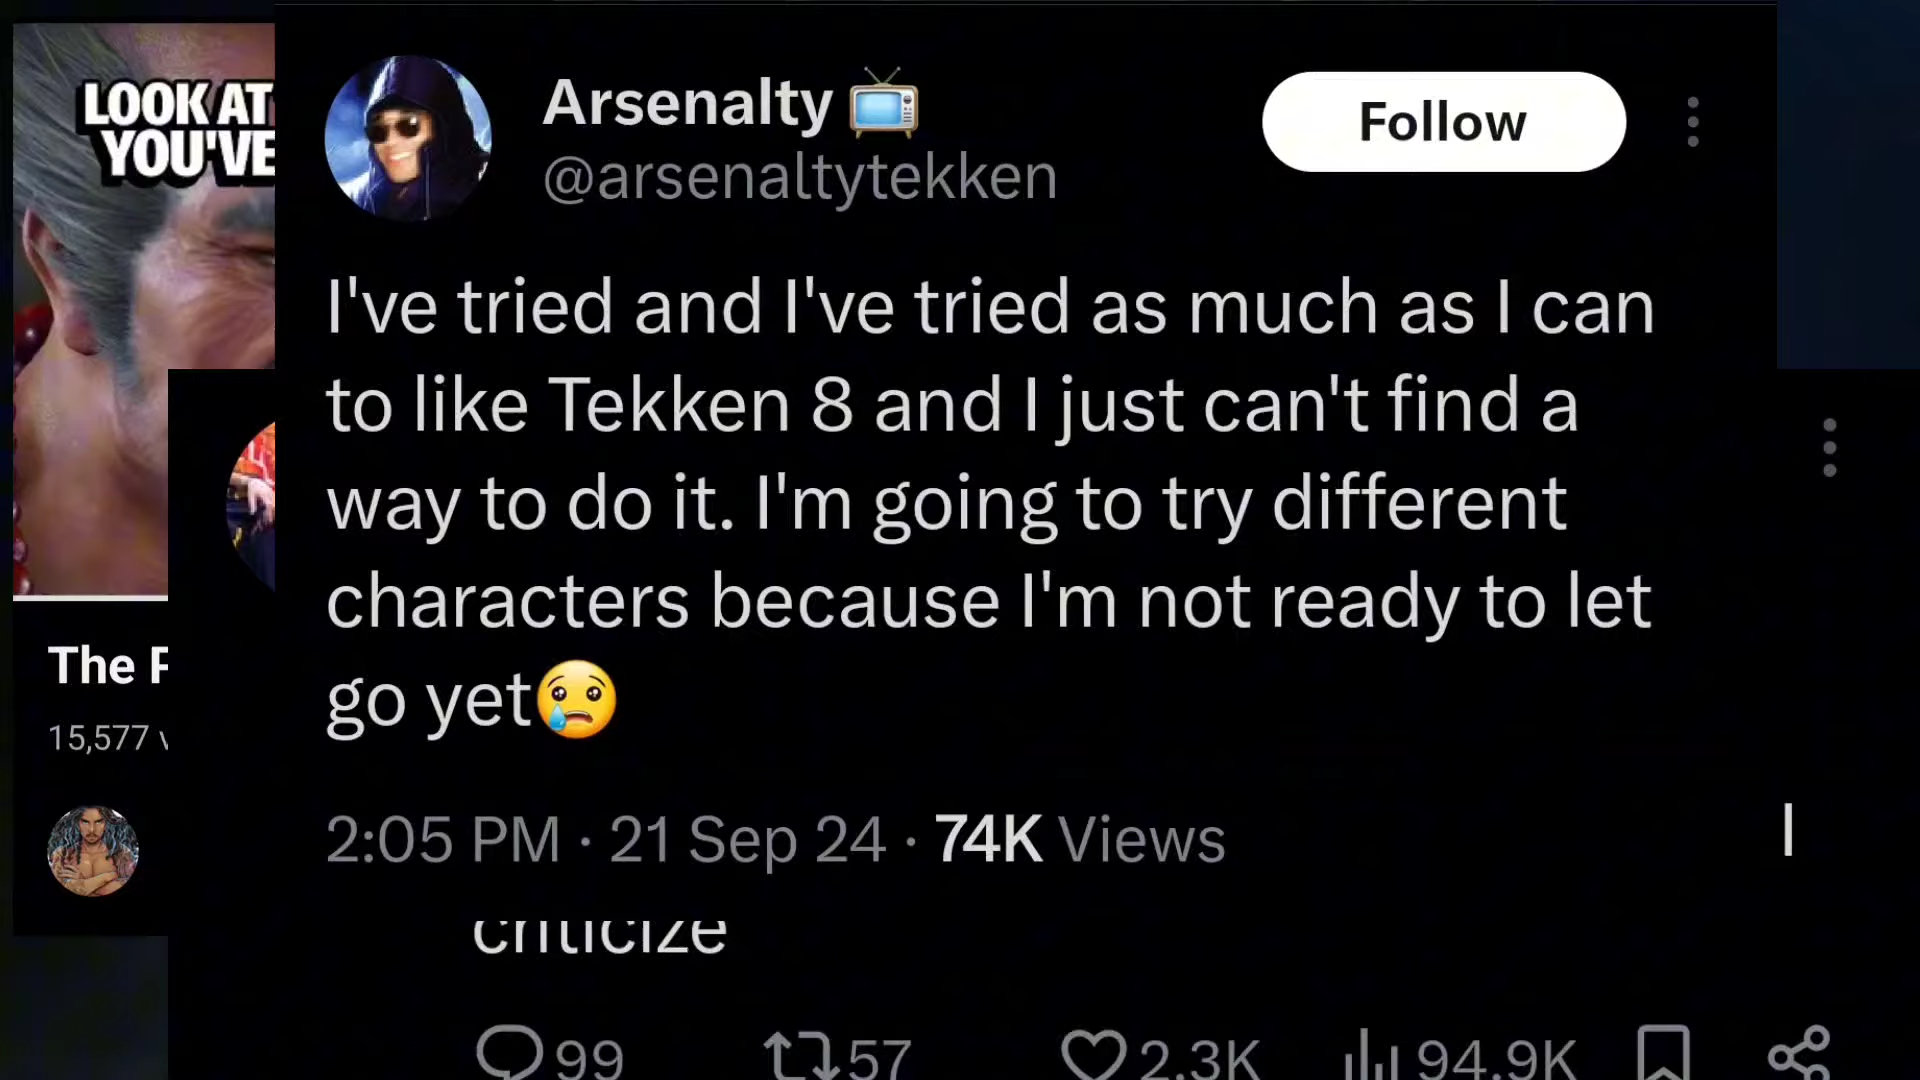 LOOK AT
YOU'VE
Arsenalty
@arsenaltytekken
Follow
I've tried and I've tried as much as I can
to like Tekken 8 and I just can't find a
way to do it. I'm going to try different
characters because I'm not ready to let
go yet😢
2:05 PM · 21 Sep 24 · 74K Views
The
15,577
criticize
99 57 2.3K 94.9K